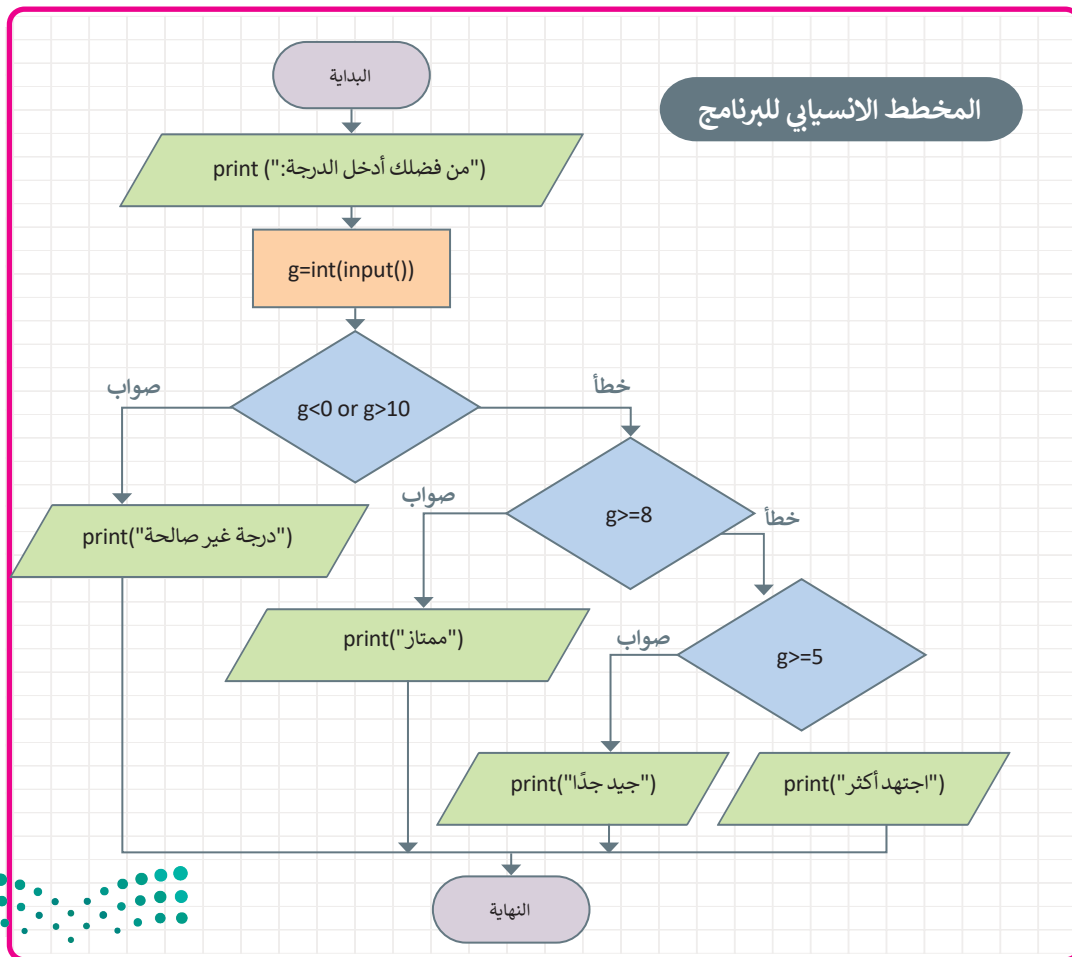 البداية
المخطط الانسيابي للبرنامج
print ("من فضلك أدخل الدرجة:")
g=int(input())
صواب
خطأ
g<0 or g>10
صواب
g>=8
خطأ
print("درجة غير صالحة")
print("ممتاز")
صواب
g>=5
print("جيد جدًا")
print("اجتهد أكثر")
النهاية